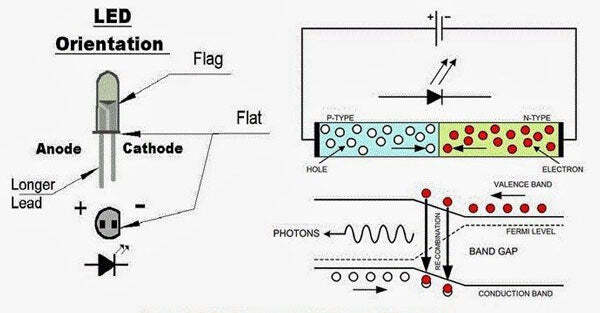 LED
Orientation
Flag
Flat
Anode
Cathode
Longer
Lead
+
-
+ -
P-TYPE
N-TYPE
HOLE
ELECTRON
VALENCE BAND
FERMI LEVEL
PHOTONS
RE-COMBINATION
BAND GAP
CONDUCTION BAND